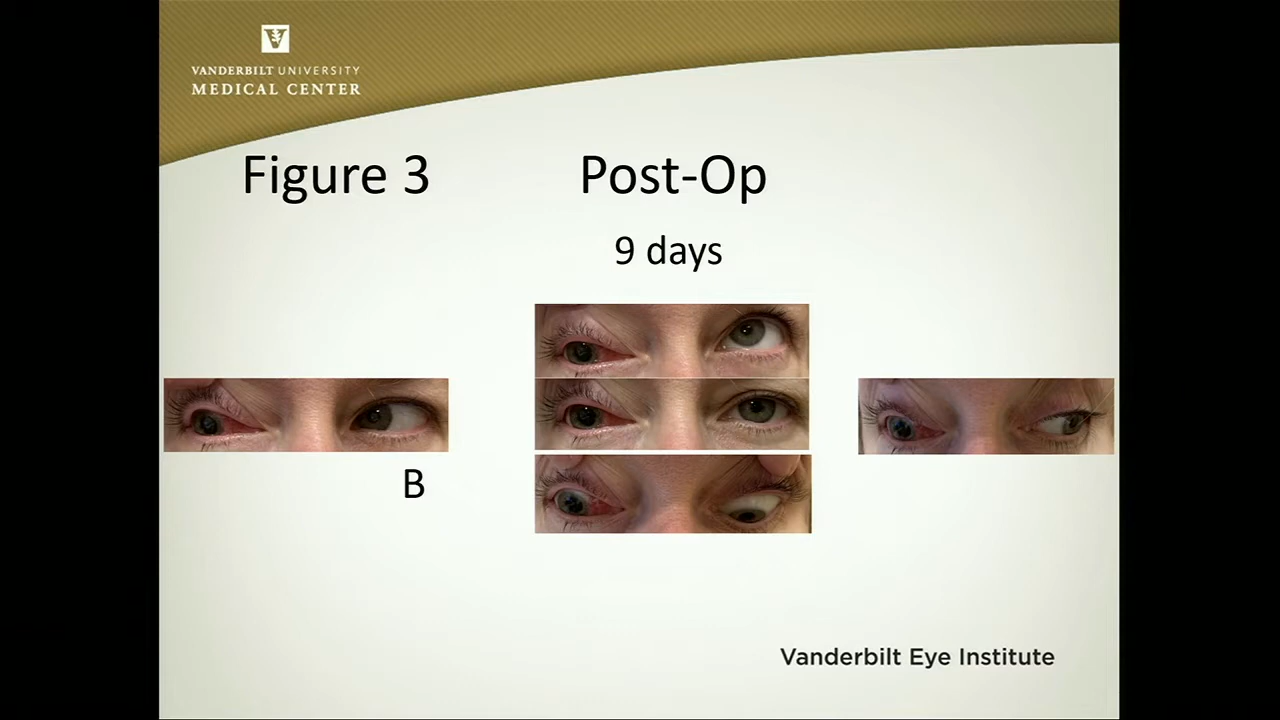 VANDERBILT UNIVERSITY
MEDICAL CENTER
Figure 3
Post-Op
9 days
B
Vanderbilt Eye Institute